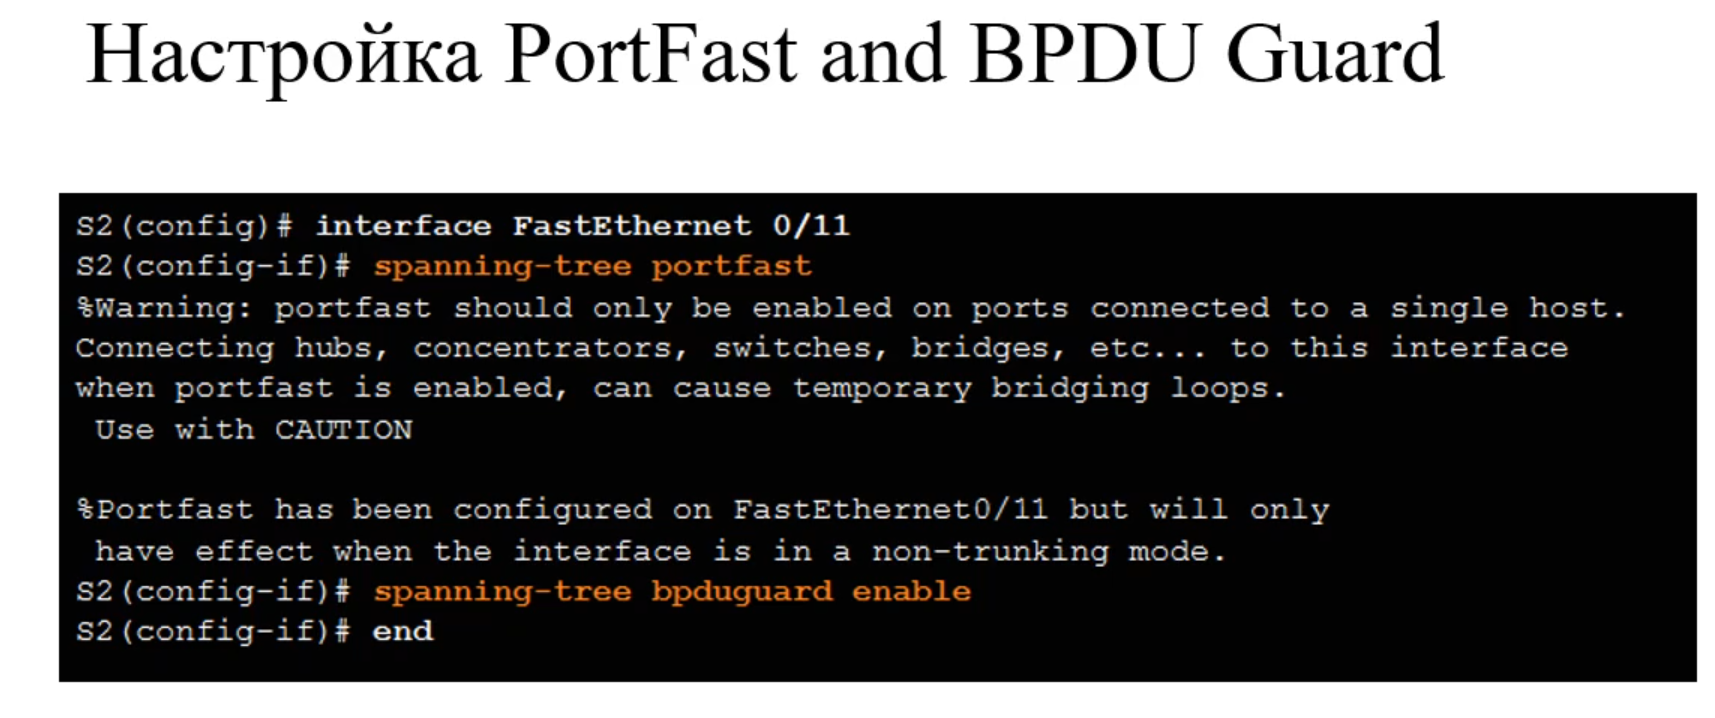 Настройка PortFast and BPDU Guard
S2(config)# interface FastEthernet 0/11
S2(config-if)# spanning-tree portfast
%Warning: portfast should only be enabled on ports connected to a single host.
Connecting hubs, concentrators, switches, bridges, etc... to this interface
when portfast is enabled, can cause temporary bridging loops.
Use with CAUTION
%Portfast has been configured on FastEthernet0/11 but will only
have effect when the interface is in a non-trunking mode.
S2(config-if)# spanning-tree bpduguard enable
S2(config-if)# end